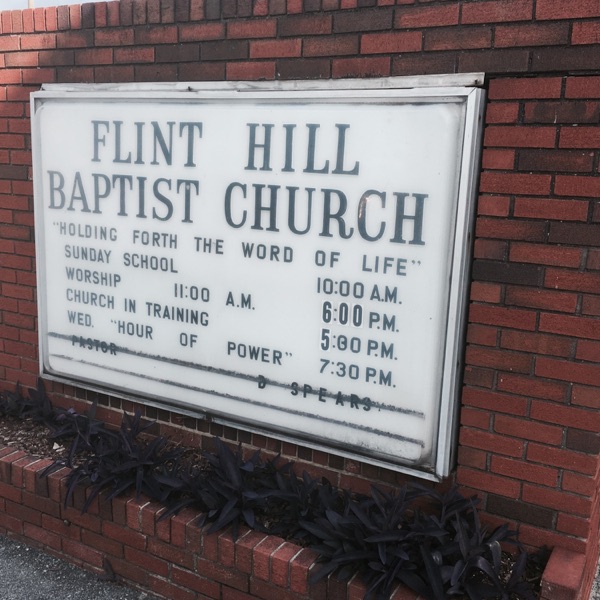 FLINT HILL
BAPTIST CHURCH
"HOLDING FORTH THE WORD OF LIFE"
SUNDAY SCHOOL 10:00 A.M.
WORSHIP 11:00 A.M. 6:00 P.M.
CHURCH IN TRAINING 5:00 P.M.
WED. "HOUR OF POWER" 7:30 P.M.
PASTOR D SPEARS